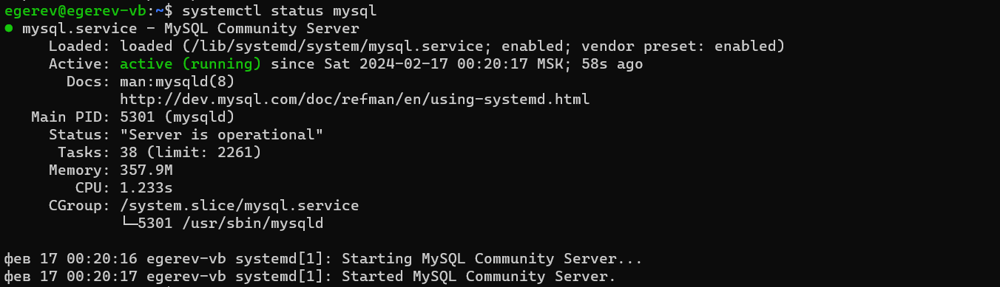 egerev@egerev-vb:~$ systemctl status mysql
● mysql.service - MySQL Community Server
     Loaded: loaded (/lib/systemd/system/mysql.service; enabled; vendor preset: enabled)
     Active: active (running) since Sat 2024-02-17 00:20:17 MSK; 58s ago
       Docs: man:mysqld(8)
             http://dev.mysql.com/doc/refman/en/using-systemd.html
   Main PID: 5301 (mysqld)
     Status: "Server is operational"
      Tasks: 38 (limit: 2261)
     Memory: 357.9M
        CPU: 1.233s
     CGroup: /system.slice/mysql.service
             └─5301 /usr/sbin/mysqld

фев 17 00:20:16 egerev-vb systemd[1]: Starting MySQL Community Server...
фев 17 00:20:17 egerev-vb systemd[1]: Started MySQL Community Server.